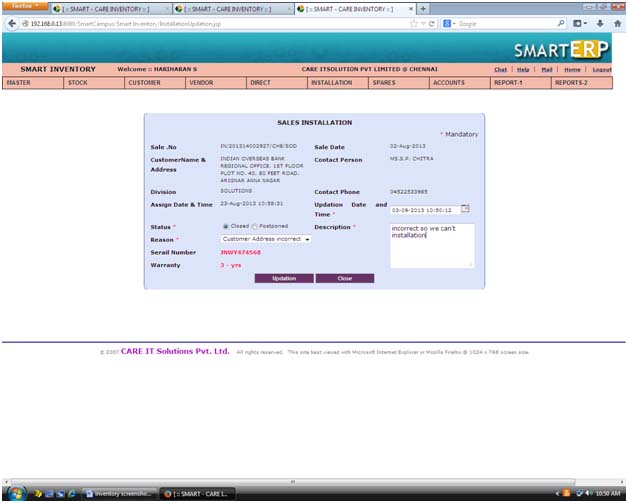 Firefox
[ :: SMART - CARE INVENTORY :: ]
[ :: SMART - CARE INVENTORY :: ]
[ :: SMART - CARE INVENTORY :: ]
192.168.0.13:8089/SmartCampus/Smart Inventory/InstallationUpdation.jsp
Google
SMARTERP
SMART INVENTORY Welcome :: HARIHARAN S CARE ITSOLUTION PVT LIMITED @ CHENNAI Chat | Help | Mail | Home | Logout
MASTER STOCK CUSTOMER VENDOR DIRECT INSTALLATION SPARES ACCOUNTS REPORT-1 REPORTS-2
SALES INSTALLATION
* Mandatory
Sale .No IN/201314002927/CHE/SOD Sale Date 02-Aug-2013
CustomerName & Address INDIAN OVERSEAS BANK Contact Person MS.S.P. CHITRA
REGIONAL OFFICE, 1ST FLOOR
PLOT NO. 40, 80 FEET ROAD,
ARIGNAR ANNA NAGAR
Division SOLUTIONS Contact Phone 04522533965
Assign Date & Time 23-Aug-2013 10:58:31 Updation Date and Time * 03-09-2013 10:50:12
Status * Closed Postponed Description * incorrect so we can't
installation
Reason * Customer Address incorrect
Serail Number JNWY474568
Warranty 3 - yrs
Updation Close
© 2007 CARE IT Solutions Pvt. Ltd. All rights reserved. This site best viewed with Microsoft Internet Explorer or Mozilla Firefox @ 1024 x 768 screen size.
inventory screensho... [ :: SMART - CARE I... 10:50 AM